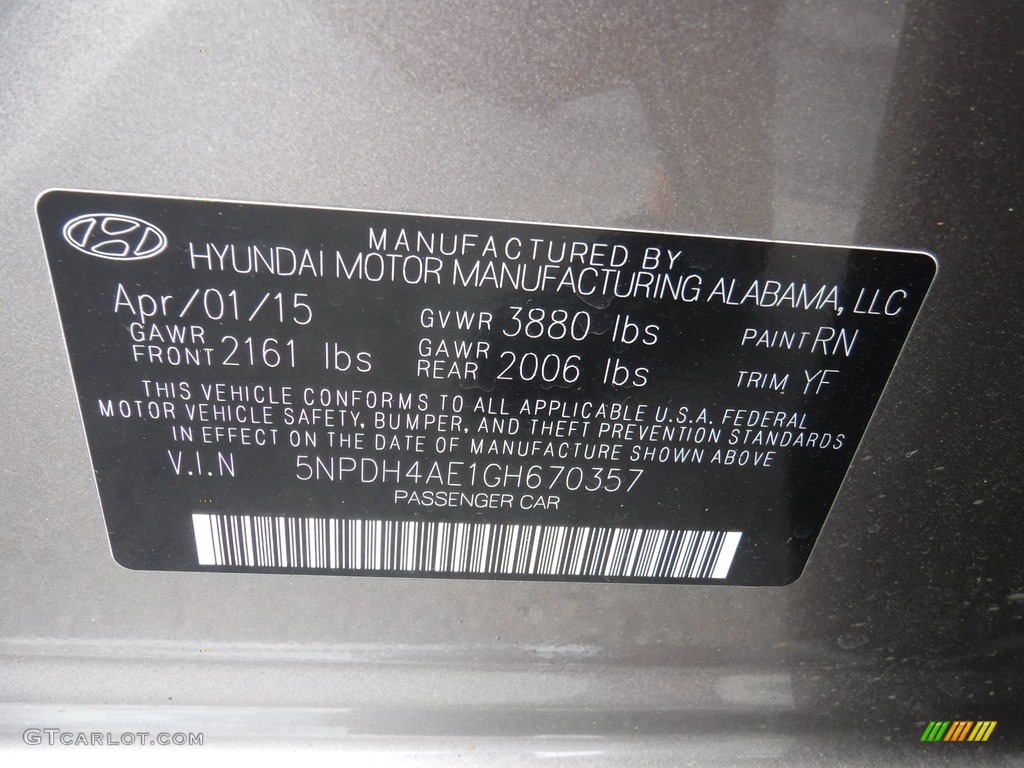 MANUFACTURED BY
HYUNDAI MOTOR MANUFACTURING ALABAMA, LLC
Apr/01/15 GVWR 3880 lbs PAINT RN
GAWR FRONT 2161 lbs GAWR REAR 2006 lbs TRIM YF
THIS VEHICLE CONFORMS TO ALL APPLICABLE U.S.A. FEDERAL
MOTOR VEHICLE SAFETY, BUMPER, AND THEFT PREVENTION STANDARDS
IN EFFECT ON THE DATE OF MANUFACTURE SHOWN ABOVE
V.I.N 5NPDH4AE1GH670357
PASSENGER CAR
GTCARLOT.COM